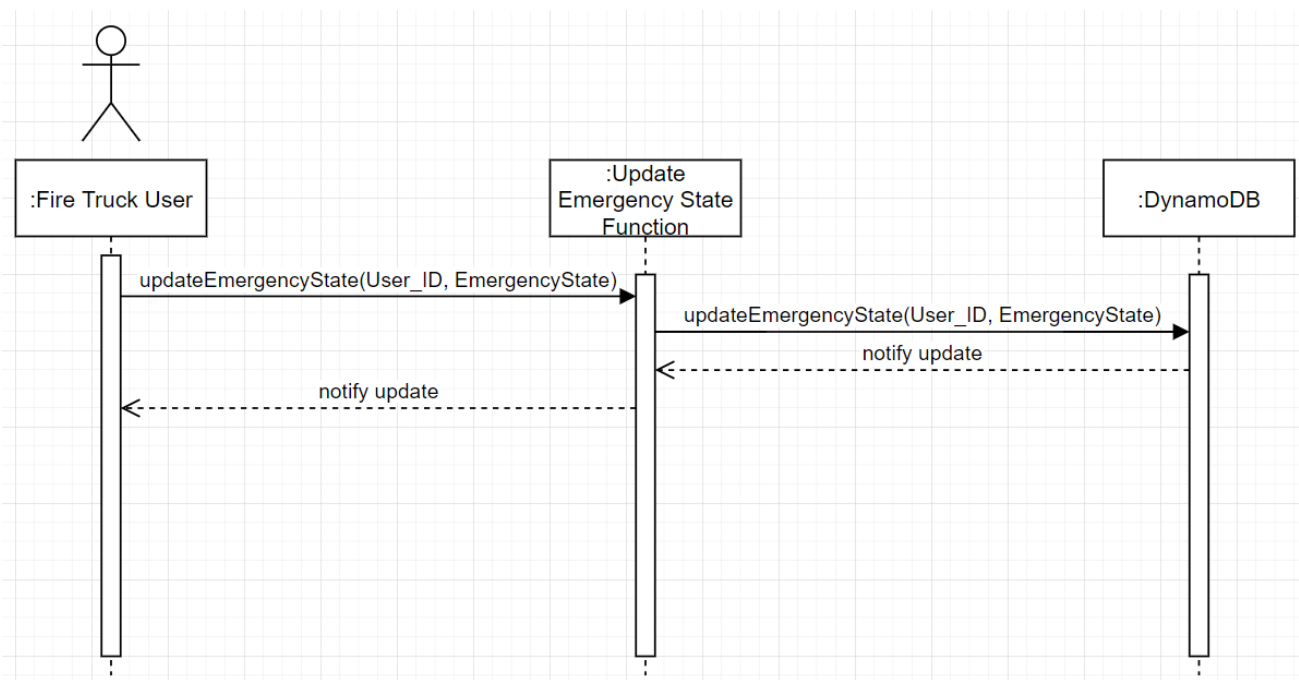 :Fire Truck User
:Update
Emergency State
Function
:DynamoDB
updateEmergencyState(User_ID, EmergencyState)
updateEmergencyState(User_ID, EmergencyState)
notify update
notify update